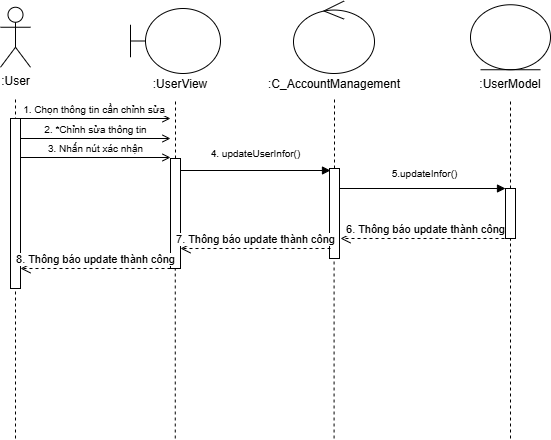 :User
:UserView
:C_AccountManagement
:UserModel
1. Chọn thông tin cần chỉnh sửa
2. *Chỉnh sửa thông tin
3. Nhấn nút xác nhận
4. updateUserInfor()
5.updateInfor()
6. Thông báo update thành công
7. Thông báo update thành công
8. Thông báo update thành công